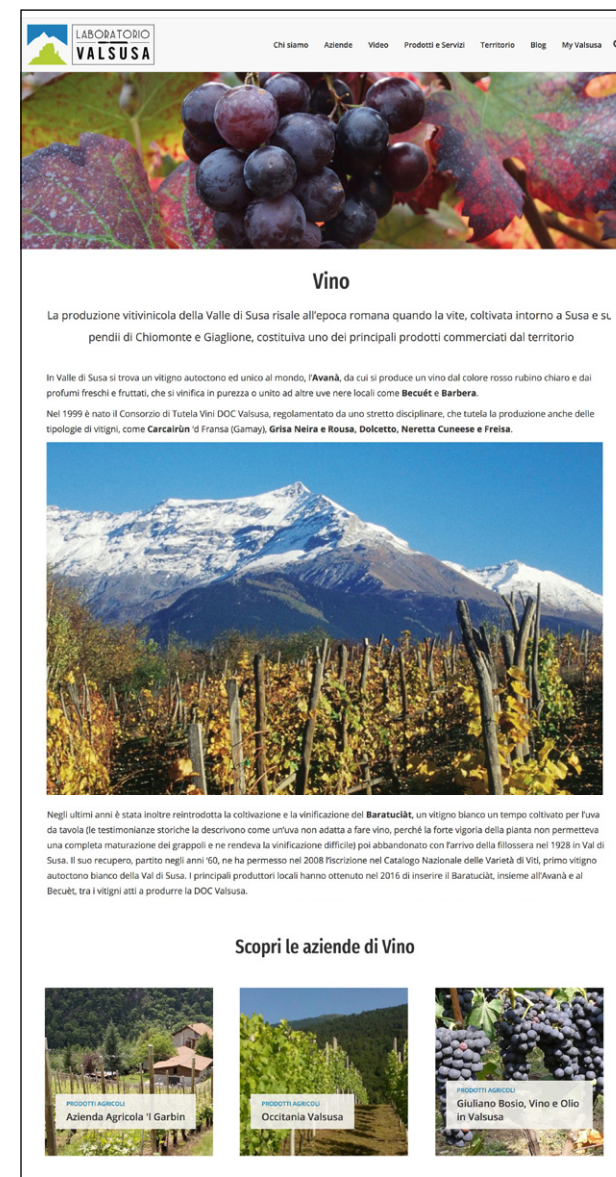 LABORATORIO
VALSUSA
Chi siamo Aziende Video Prodotti e Servizi Territorio Blog My Valsusa
Vino
La produzione vitivinicola della Valle di Susa risale all'epoca romana quando la vite, coltivata intorno a Susa e su
pendii di Chiomonte e Giaglione, costituiva uno dei principali prodotti commerciati dal territorio
In Valle di Susa si trova un vitigno autoctono ed unico al mondo, l'Avanà, da cui si produce un vino dal colore rosso rubino chiaro e dai
profumi freschi e fruttati, che si vinifica in purezza o unito ad altre uve nere locali come Becuét e Barbera.
Nel 1999 è nato il Consorzio di Tutela Vini DOC Valsusa, regolamentato da uno stretto disciplinare, che tutela la produzione anche delle
tipologie di vitigni, come Carcairùn 'd Fransa (Gamay), Grisa Neira e Rousa, Dolcetto, Neretta Cuneese e Freisa.
Negli ultimi anni è stata inoltre reintrodotta la coltivazione e la vinificazione del Baratuciàt, un vitigno bianco un tempo coltivato per l'uva
da tavola (le testimonianze storiche la descrivono come un'uva non adatta a fare vino, perché la forte vigoria della pianta non permetteva
una completa maturazione dei grappoli e ne rendeva la vinificazione difficile) poi abbandonato con l'arrivo della fillossera nel 1928 in Val di
Susa. Il suo recupero, partito negli anni '60, ne ha permesso nel 2008 l'iscrizione nel Catalogo Nazionale delle Varietà di Viti, primo vitigno
autoctono bianco della Val di Susa. I principali produttori locali hanno ottenuto nel 2016 di inserire il Baratuciàt, insieme all'Avanà e al
Becuèt, tra i vitigni atti a produrre la DOC Valsusa.
Scopri le aziende di Vino
PRODOTTI AGRICOLI
Azienda Agricola 'l Garbin
PRODOTTI AGRICOLI
Occitania Valsusa
PRODOTTI AGRICOLI
Giuliano Bosio, Vino e Olio
in Valsusa